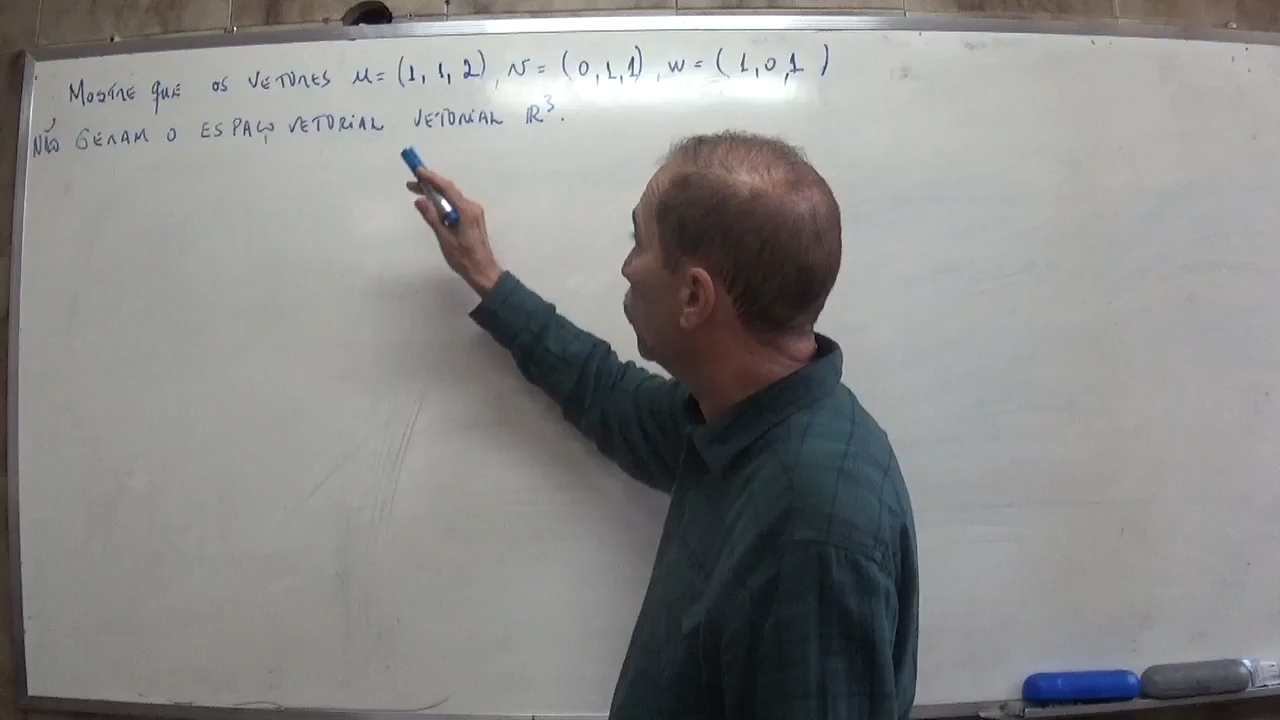 MOSTRE QUE OS VETORES u = (1, 1, 2), v = (0, 1, 1), w = (1, 0, 1)
NÃO GERAM O ESPAÇO VETORIAL VETORIAL ℝ³.